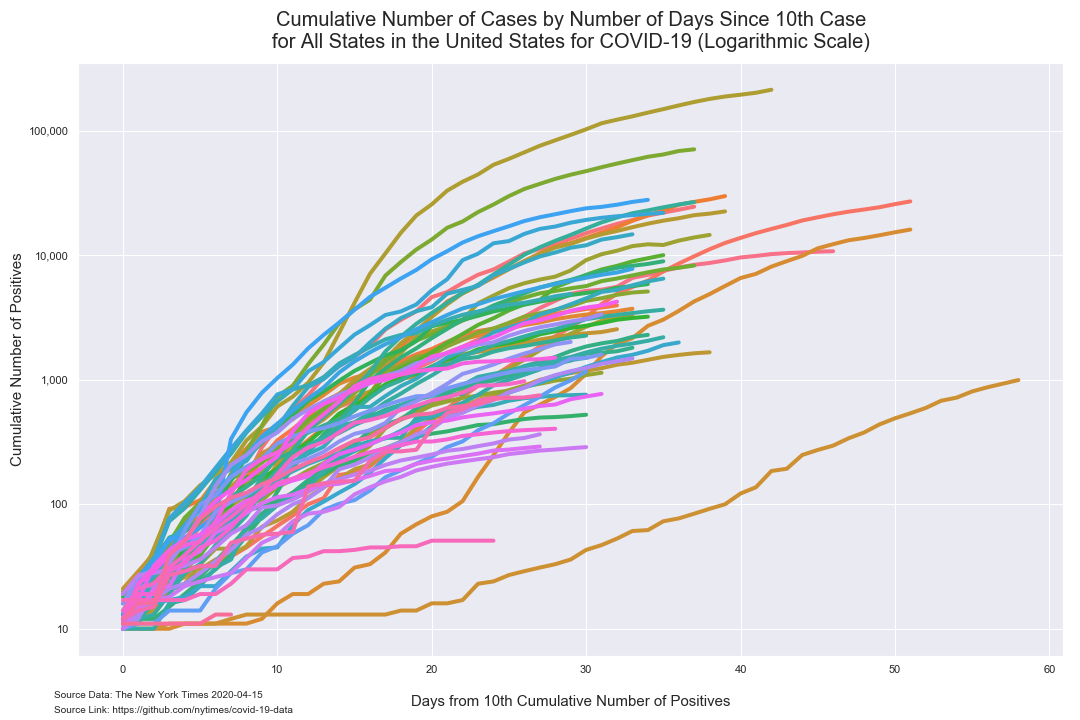 Cumulative Number of Cases by Number of Days Since 10th Case
for All States in the United States for COVID-19 (Logarithmic Scale)
Cumulative Number of Positives
100,000
10,000
1,000
100
10
0 10 20 30 40 50 60
Days from 10th Cumulative Number of Positives
Source Data: The New York Times 2020-04-15
Source Link: https://github.com/nytimes/covid-19-data